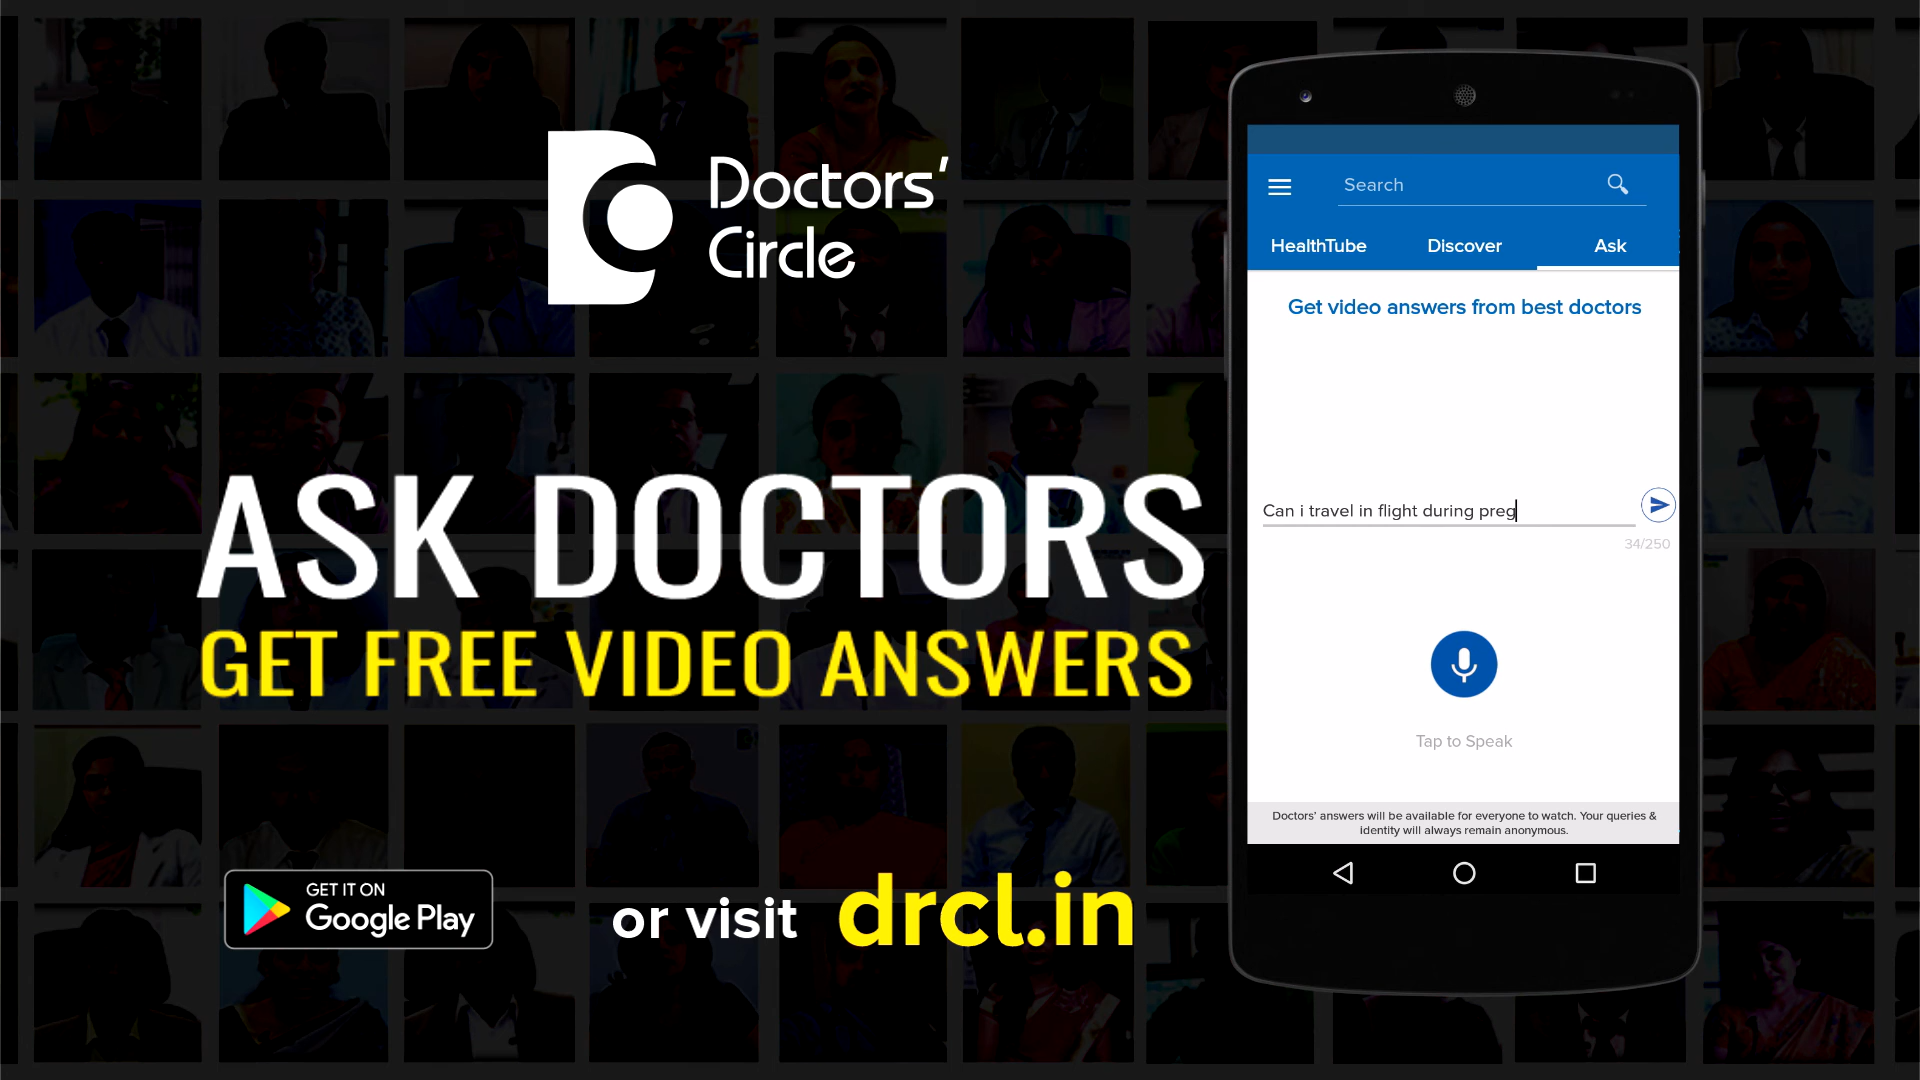 Doctors'
Circle
ASK DOCTORS
GET FREE VIDEO ANSWERS
GET IT ON
Google Play
or visit drcl.in
Search
HealthTube Discover Ask
Get video answers from best doctors
Can i travel in flight during preg
34/250
Tap to Speak
Doctors' answers will be available for everyone to watch. Your queries &
identity will always remain anonymous.